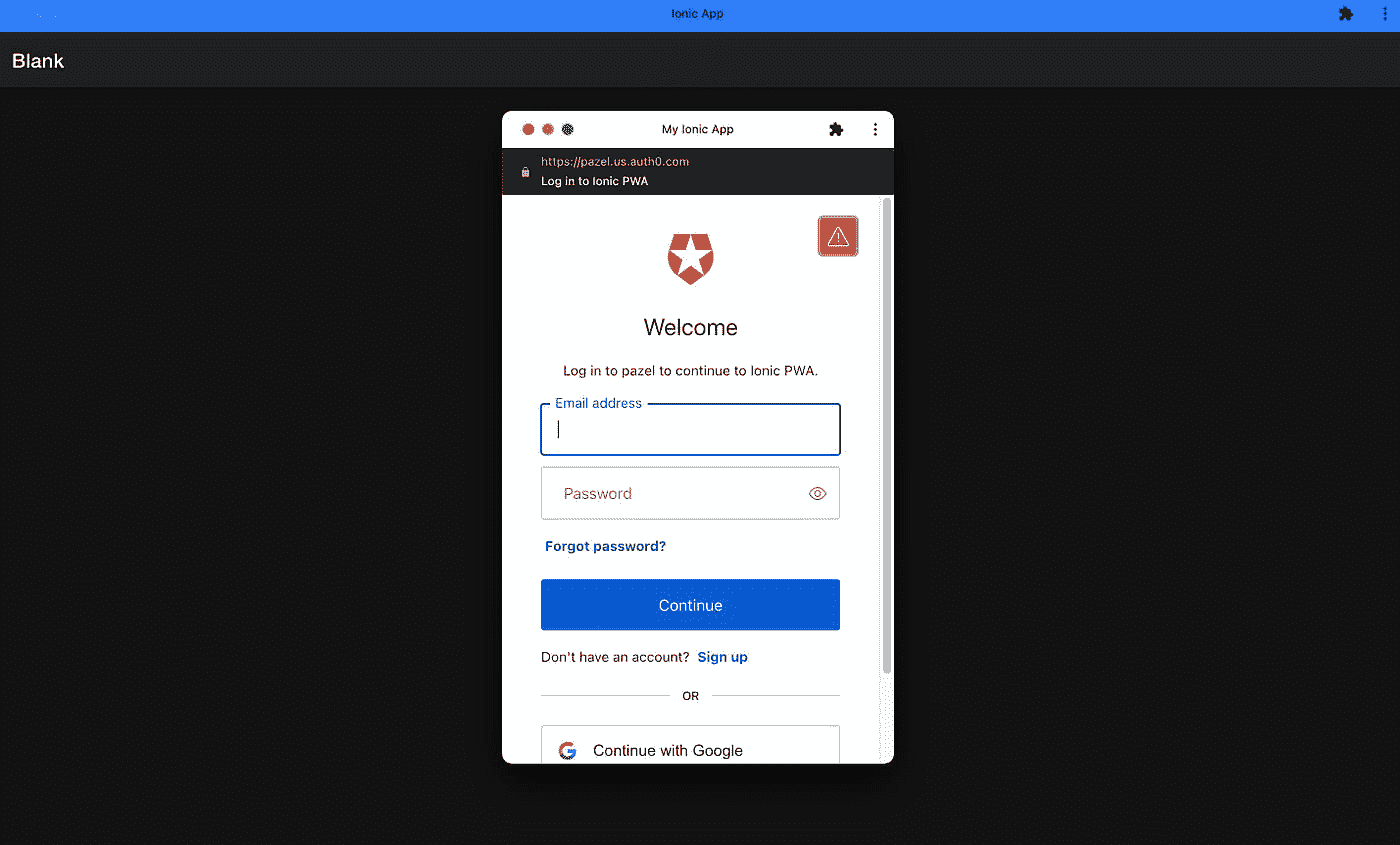 Ionic App
Blank
My Ionic App
https://pazel.us.auth0.com
Log in to Ionic PWA
Welcome
Log in to pazel to continue to Ionic PWA.
Email address
Password
Forgot password?
Continue
Don't have an account? Sign up
OR
Continue with Google